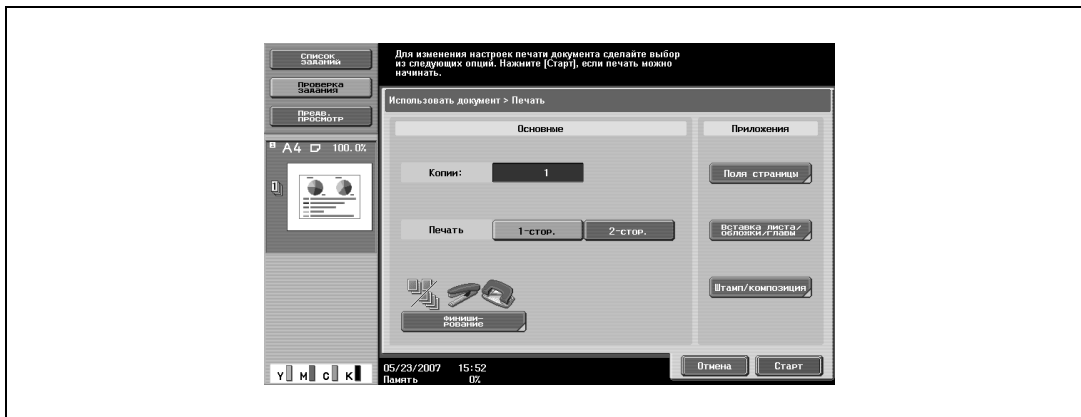 Список
заданий
Проверка
задания
Предв.
просмотр
A4 100.0%
1
Y M C K
Для изменения настроек печати документа сделайте выбор
из следующих опций. Нажмите [Старт], если печать можно
начинать.
Использовать документ > Печать
Основные
Копии: 1
Печать 1-стор. 2-стор.
Финиши-
рование
Приложения
Поля страницы
Вставка листа/
обложки/главы
Штамп/композиция
05/23/2007 15:52
Память 0%
Отмена Старт